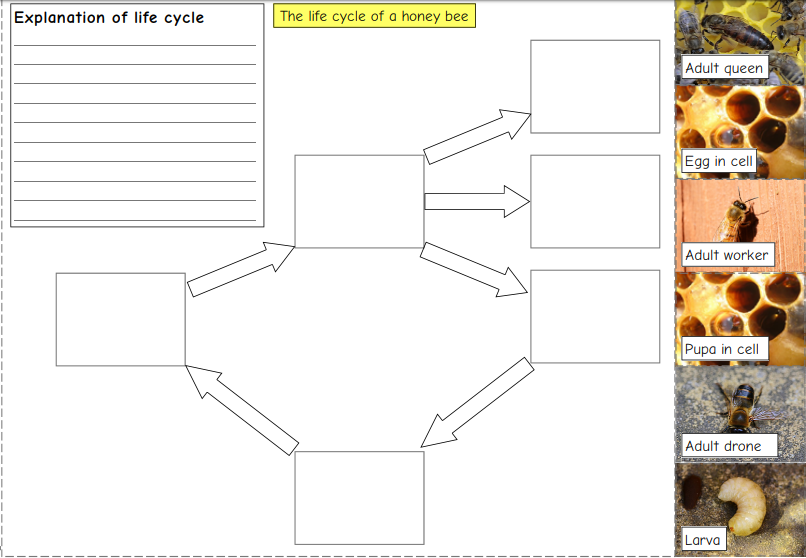 Explanation of life cycle
The life cycle of a honey bee
Adult queen
Egg in cell
Adult worker
Pupa in cell
Adult drone
Larva